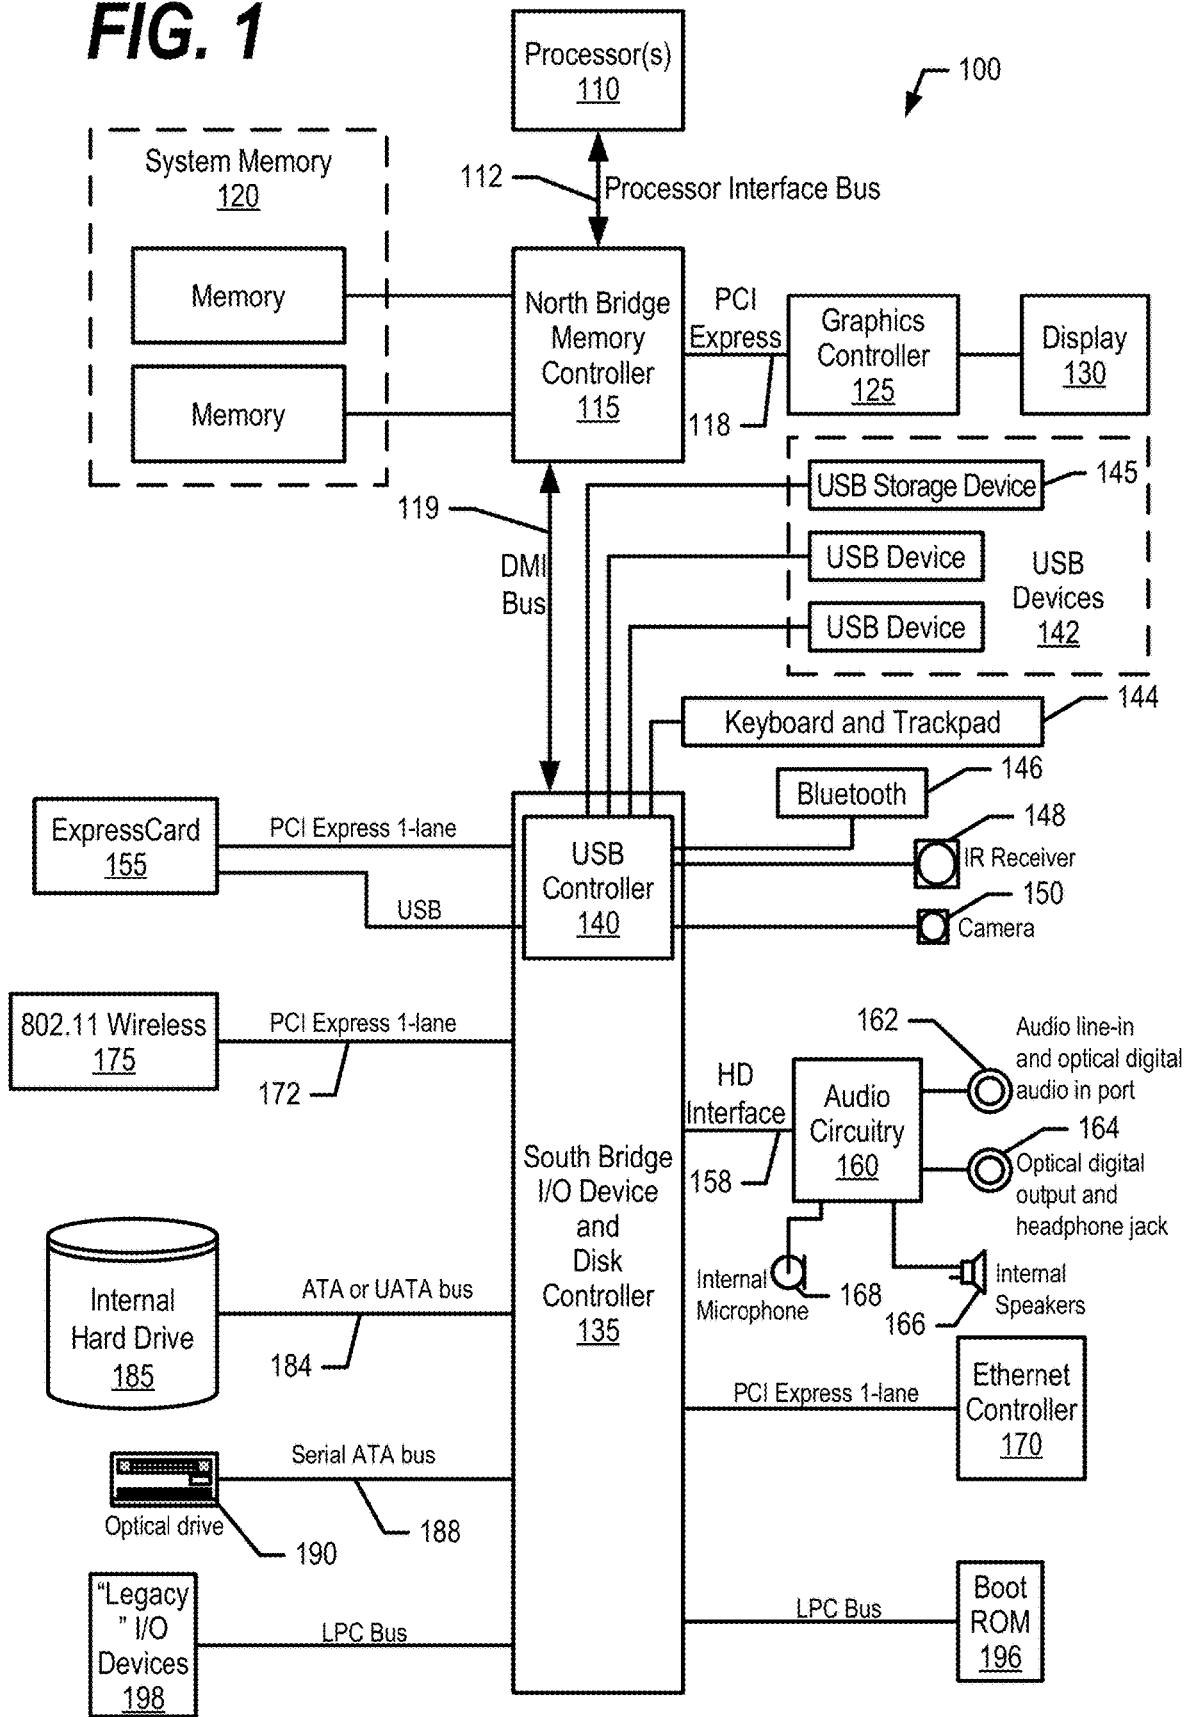 FIG. 1
Processor(s)
110
100
System Memory
120
112
Processor Interface Bus
Memory
Memory
North Bridge
Memory
Controller
115
PCI
Express
118
Graphics
Controller
125
Display
130
119
DMI
Bus
USB Storage Device
145
USB Device
USB Device
USB
Devices
142
Keyboard and Trackpad
144
Bluetooth
146
148
IR Receiver
150
Camera
ExpressCard
155
PCI Express 1-lane
USB
USB
Controller
140
802.11 Wireless
175
PCI Express 1-lane
172
HD
Interface
158
Audio
Circuitry
160
162
Audio line-in
and optical digital
audio in port
164
Optical digital
output and
headphone jack
Internal
Microphone
168
166
Internal
Speakers
South Bridge
I/O Device
and
Disk
Controller
135
Internal
Hard Drive
185
ATA or UATA bus
184
PCI Express 1-lane
Ethernet
Controller
170
Serial ATA bus
188
Optical drive
190
"Legacy
" I/O
Devices
198
LPC Bus
LPC Bus
Boot
ROM
196